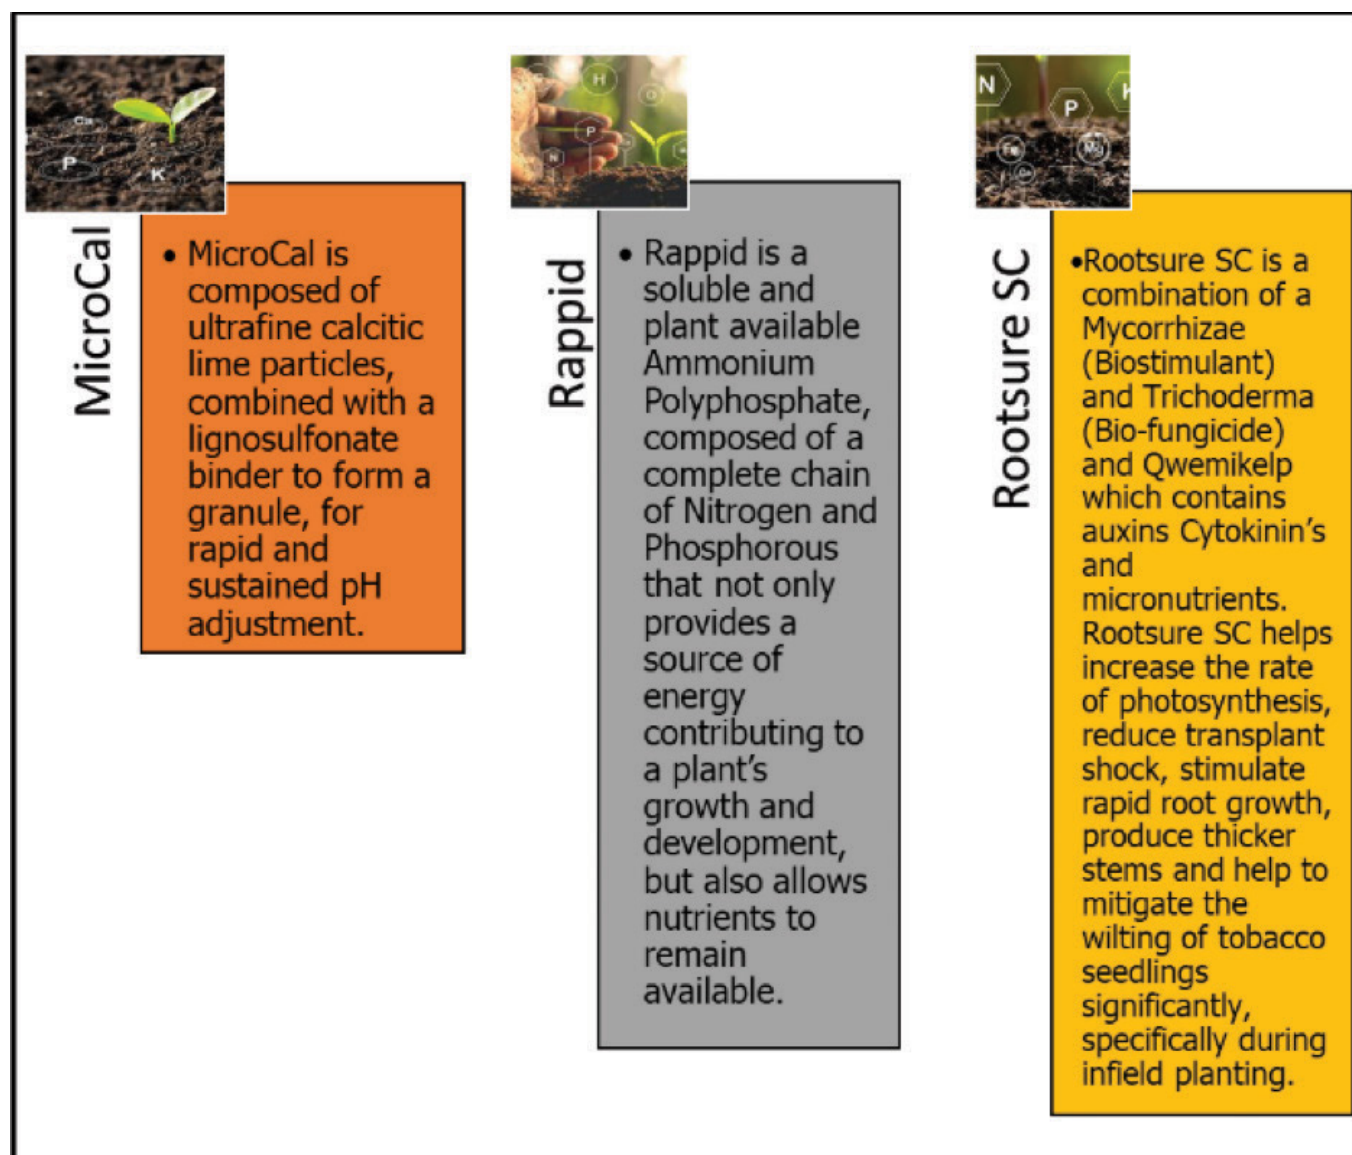 Ca
P
K
MicroCal
• MicroCal is
composed of
ultrafine calcitic
lime particles,
combined with a
lignosulfonate
binder to form a
granule, for
rapid and
sustained pH
adjustment.
H
O
P
N
Rappid
• Rappid is a
soluble and
plant available
Ammonium
Polyphosphate,
composed of a
complete chain
of Nitrogen and
Phosphorous
that not only
provides a
source of
energy
contributing to
a plant’s
growth and
development,
but also allows
nutrients to
remain
available.
N
P
K
Fe
Mg
Rootsure SC
•Rootsure SC is a
combination of a
Mycorrhizae
(Biostimulant)
and Trichoderma
(Bio-fungicide)
and Qwemikelp
which contains
auxins Cytokinin’s
and
micronutrients.
Rootsure SC helps
increase the rate
of photosynthesis,
reduce transplant
shock, stimulate
rapid root growth,
produce thicker
stems and help to
mitigate the
wilting of tobacco
seedlings
significantly,
specifically during
infield planting.